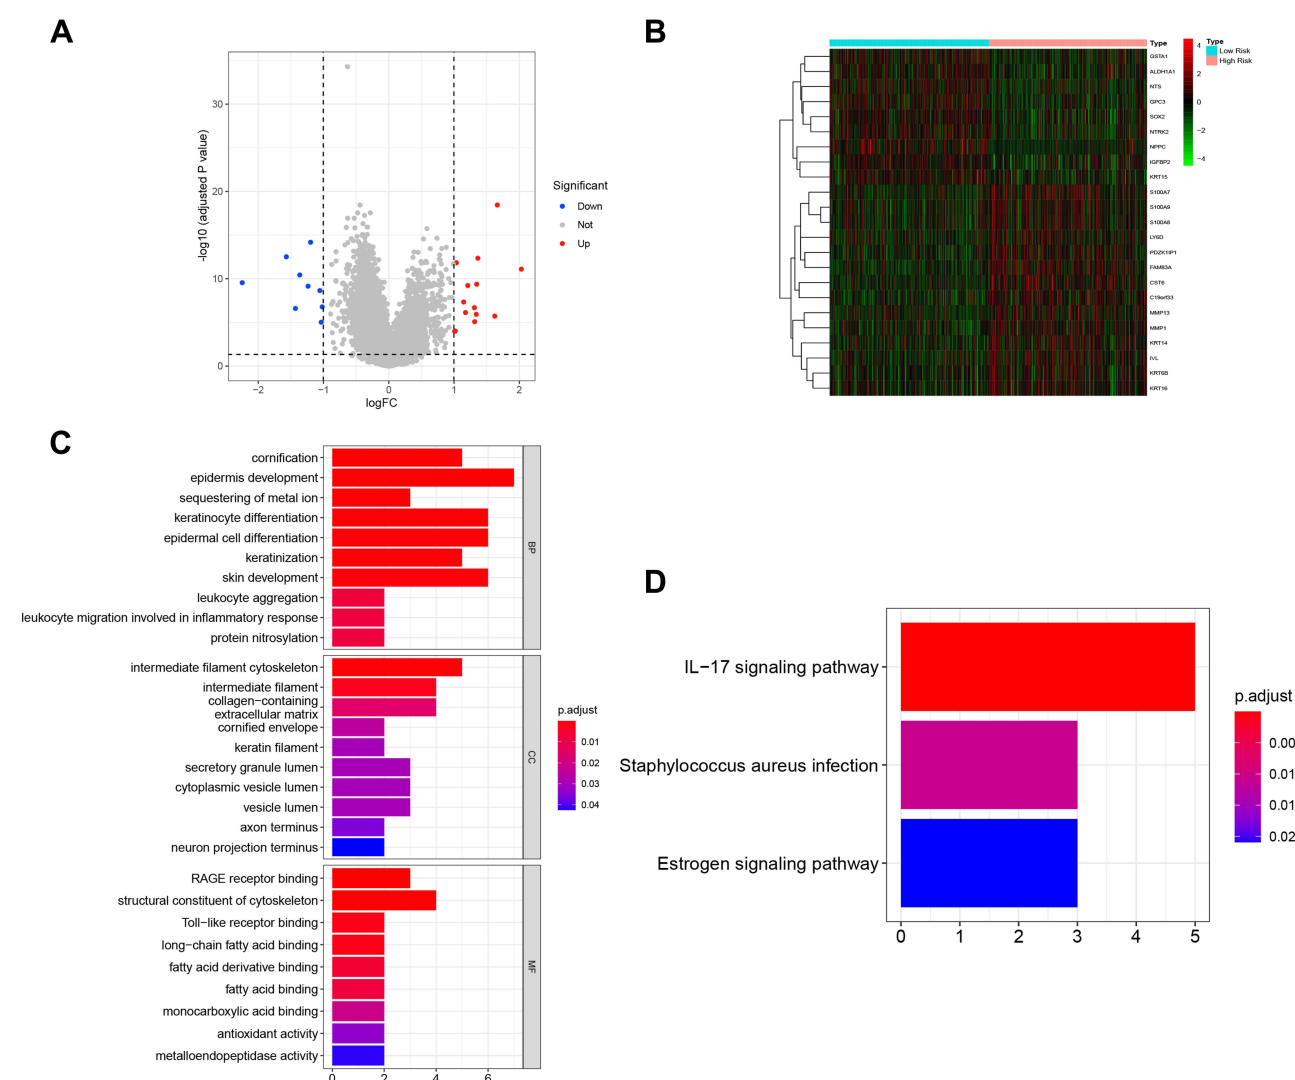 A
-log10 (adjusted P value)
30
20
10
0
−2
−1
0
1
2
logFC
Significant
Down
Not
Up
B
Type
GSTA1
ALDH1A1
NTS
GPC3
SOX2
NTRK2
NPPC
IGFBP2
KRT15
S100A7
S100A9
S100A8
LY6D
PDZK1IP1
FAM83A
CST6
C19orf33
MMP13
MMP1
KRT14
IVL
KRT6B
KRT16
4
2
0
−2
−4
Type
Low Risk
High Risk
C
cornification
epidermis development
sequestering of metal ion
keratinocyte differentiation
epidermal cell differentiation
keratinization
skin development
leukocyte aggregation
leukocyte migration involved in inflammatory response
protein nitrosylation
BP
intermediate filament cytoskeleton
intermediate filament
collagen−containing
extracellular matrix
cornified envelope
keratin filament
secretory granule lumen
cytoplasmic vesicle lumen
vesicle lumen
axon terminus
neuron projection terminus
CC
RAGE receptor binding
structural constituent of cytoskeleton
Toll−like receptor binding
long−chain fatty acid binding
fatty acid derivative binding
fatty acid binding
monocarboxylic acid binding
antioxidant activity
metalloendopeptidase activity
MF
0
2
4
6
p.adjust
0.01
0.02
0.03
0.04
D
IL−17 signaling pathway
Staphylococcus aureus infection
Estrogen signaling pathway
0
1
2
3
4
5
p.adjust
0.00
0.01
0.01
0.02